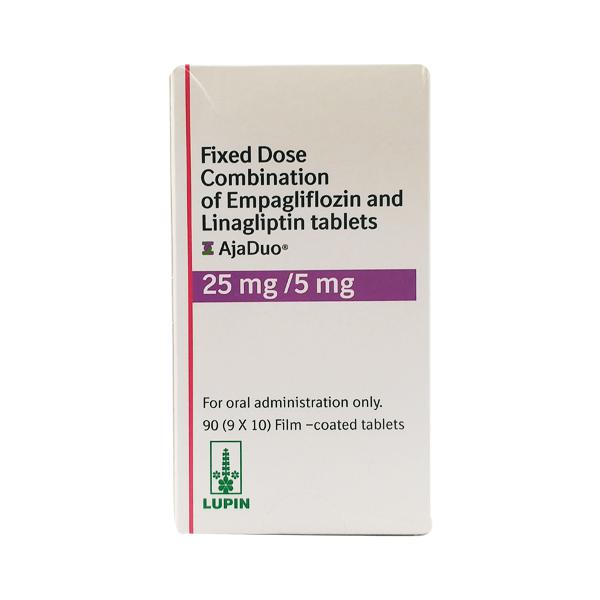 Fixed Dose
Combination
of Empagliflozin and
Linagliptin tablets
AjaDuo®
25 mg /5 mg
For oral administration only.
90 (9 X 10) Film –coated tablets
LUPIN